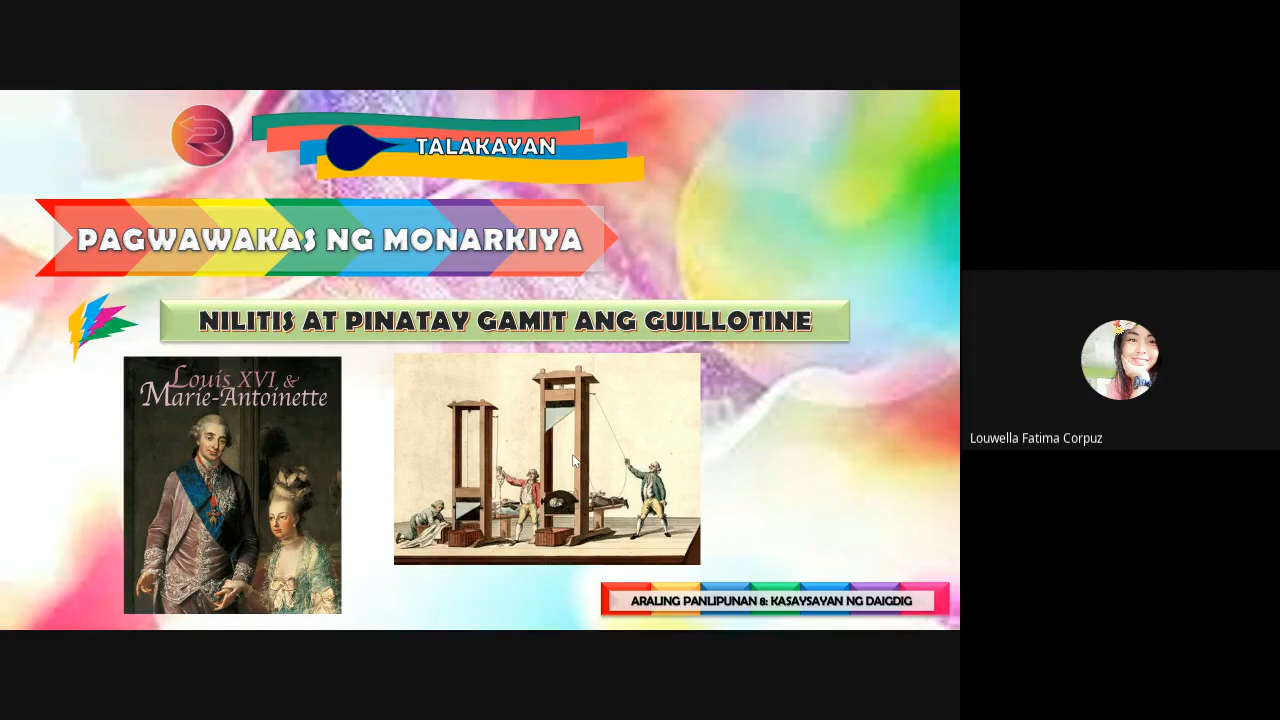 TALAKAYAN
PAGWAWAKAS NG MONARKIYA
NILITIS AT PINATAY GAMIT ANG GUILLOTINE
Louis XVI &
Marie-Antoinette
ARALING PANLIPUNAN 8: KASAYSAYAN NG DAIGDIG
Louwella Fatima Corpuz